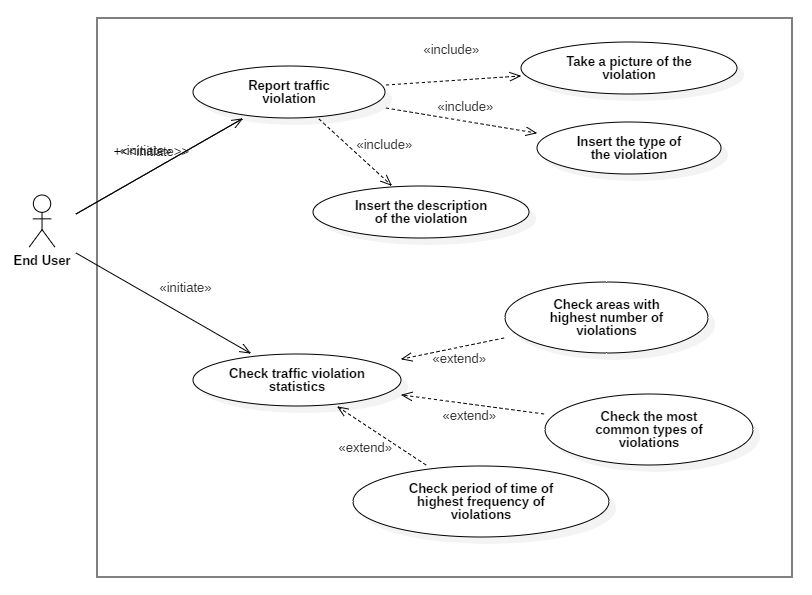 «include»
Take a picture of the
violation
Report traffic
violation
«include»
Insert the type of
the violation
«include»
Insert the description
of the violation
End User
«initiate»
Check areas with
highest number of
violations
«extend»
Check traffic violation
statistics
«extend»
Check the most
common types of
violations
«extend»
Check period of time of
highest frequency of
violations